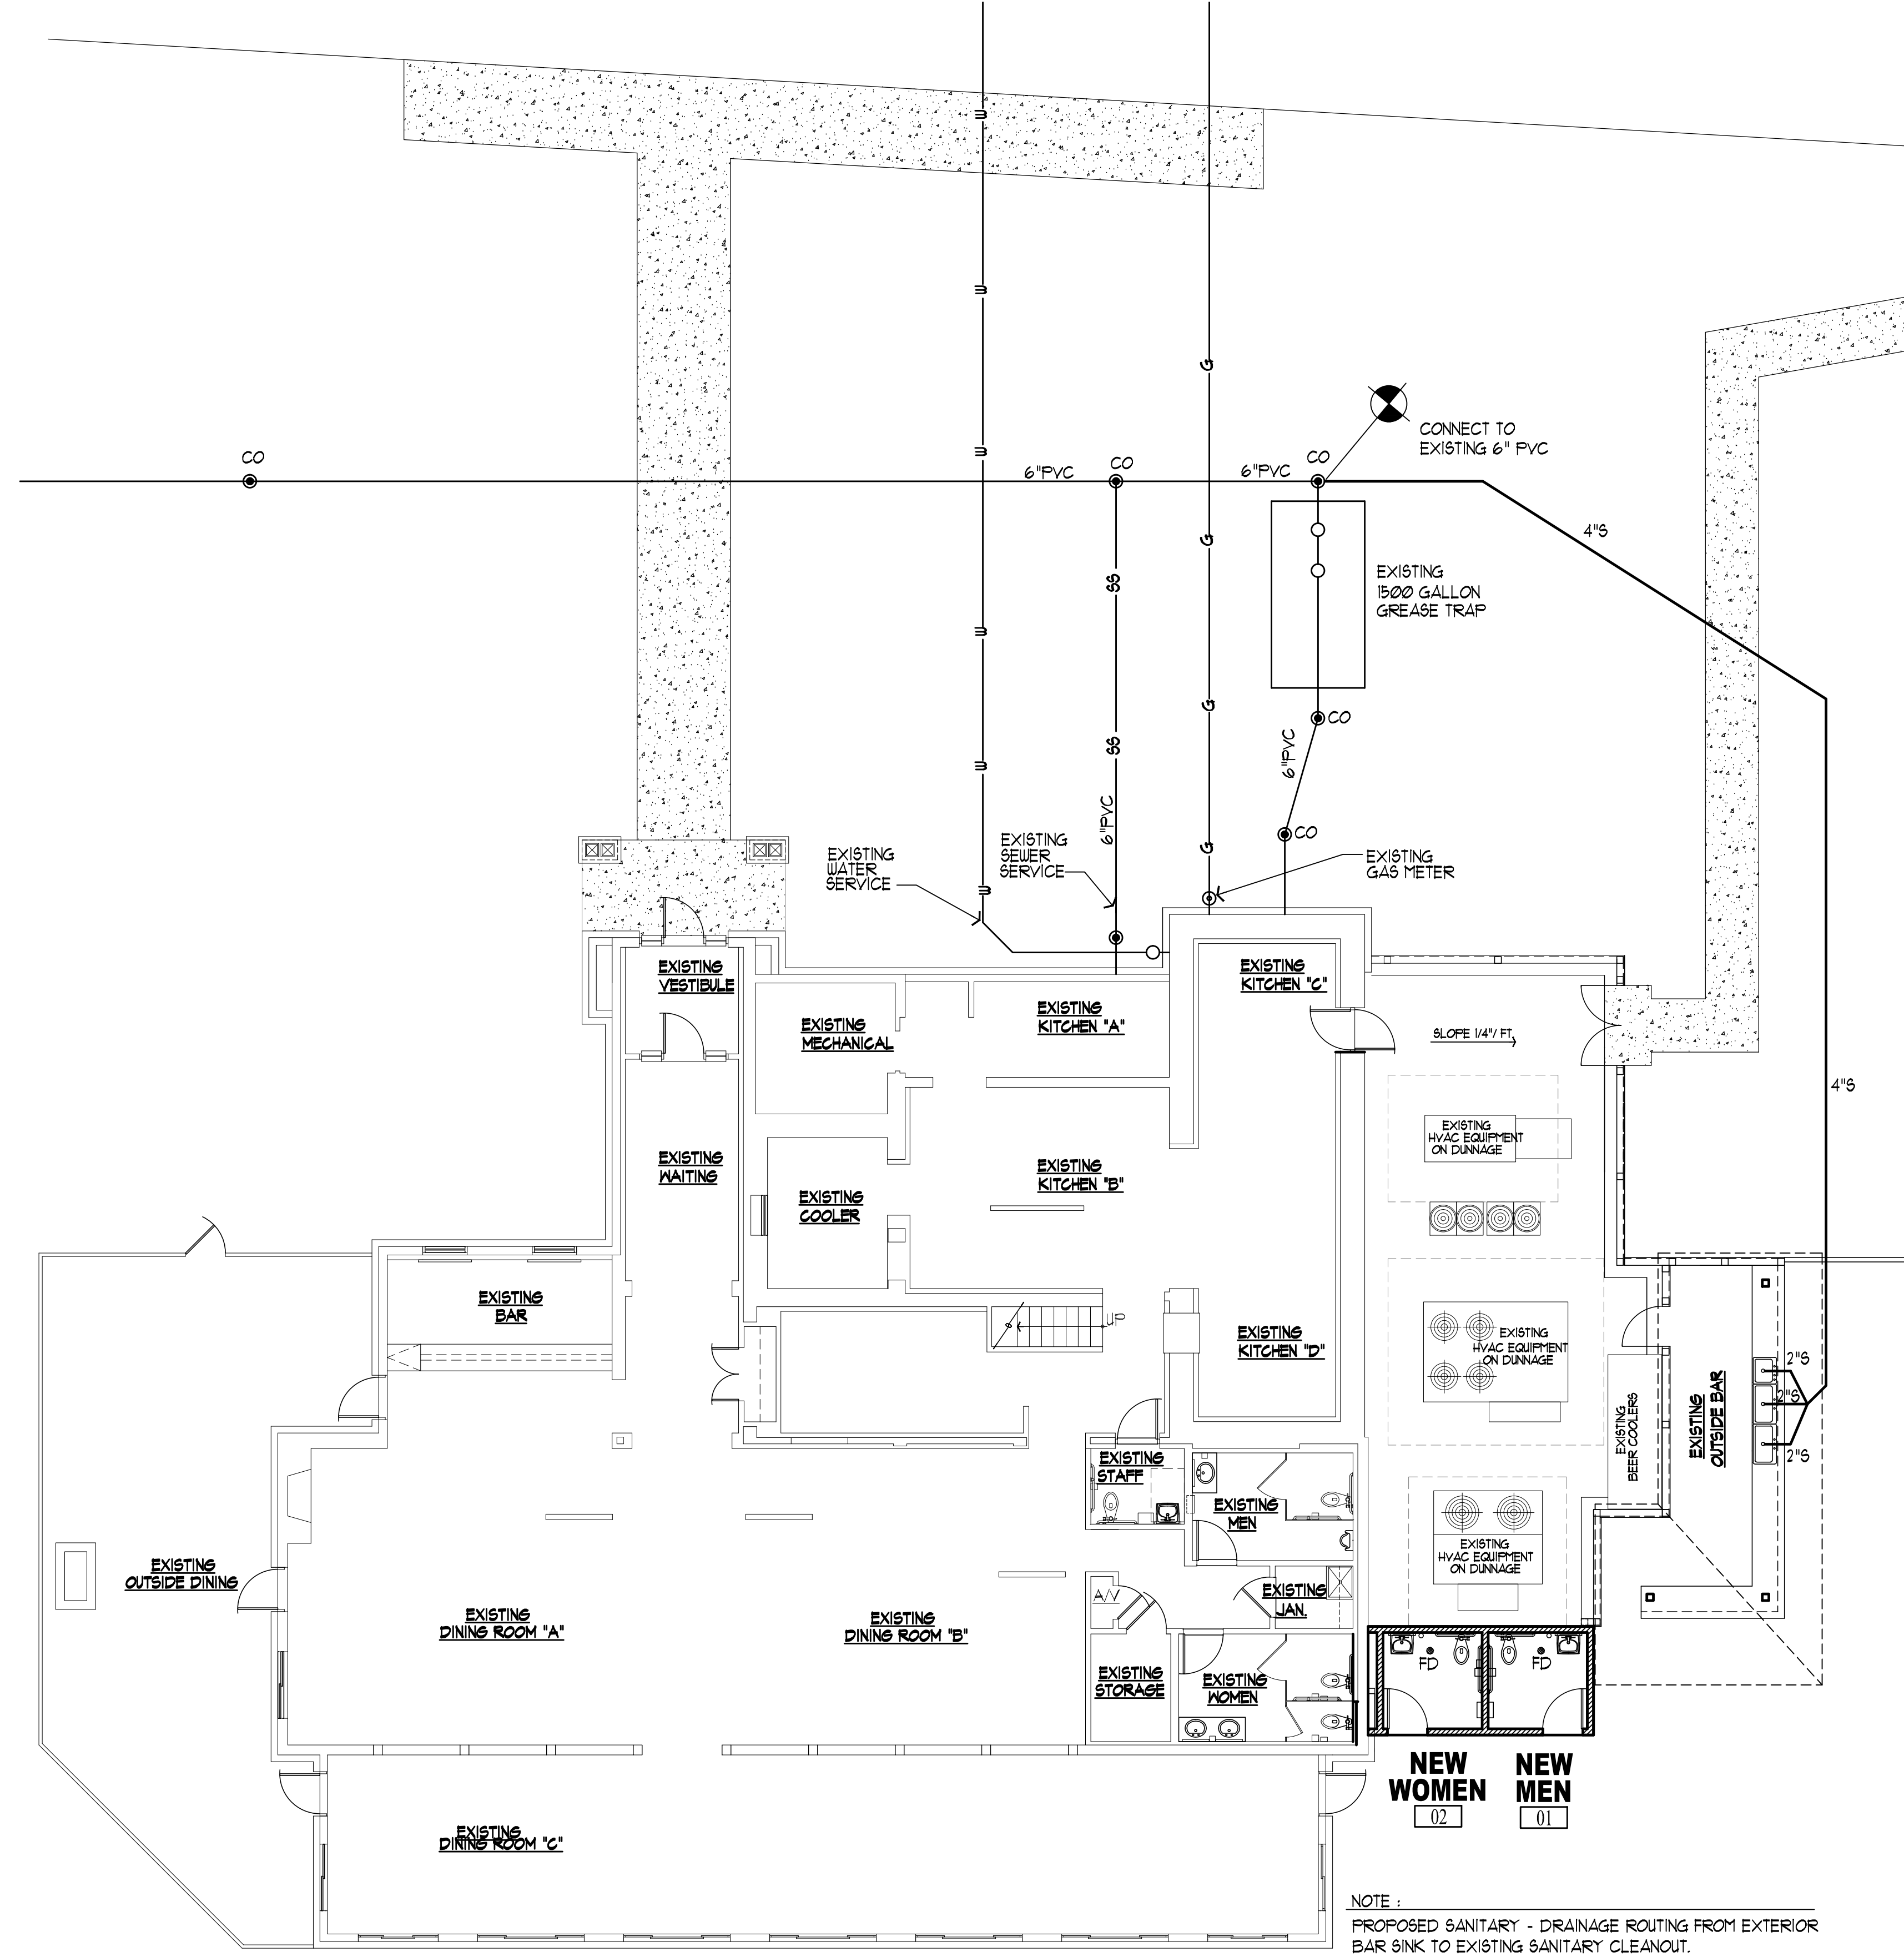 W
W
W
W
W
W
G
G
G
G
CONNECT TO
EXISTING 6" PVC
CO
6"PVC
CO
6"PVC
CO
4"S
EXISTING
1500 GALLON
GREASE TRAP
SS
SS
CO
6"PVC
6"PVC
CO
EXISTING
WATER
SERVICE
EXISTING
SEWER
SERVICE
EXISTING
GAS METER
EXISTING
VESTIBULE
EXISTING
MECHANICAL
EXISTING
KITCHEN "A"
EXISTING
KITCHEN "C"
SLOPE 1/4"/ FT.
4"S
EXISTING
HVAC EQUIPMENT
ON DUNNAGE
EXISTING
WAITING
EXISTING
COOLER
EXISTING
KITCHEN "B"
EXISTING
BAR
UP
EXISTING
KITCHEN "D"
EXISTING
HVAC EQUIPMENT
ON DUNNAGE
EXISTING
BEER COOLERS
EXISTING
OUTSIDE BAR
2"S
2"S
2"S
EXISTING
STAFF
EXISTING
MEN
EXISTING
HVAC EQUIPMENT
ON DUNNAGE
EXISTING
OUTSIDE DINING
EXISTING
DINING ROOM "A"
EXISTING
DINING ROOM "B"
A/V
EXISTING
JAN.
EXISTING
STORAGE
EXISTING
WOMEN
FD
FD
NEW
WOMEN
02
NEW
MEN
01
EXISTING
DINING ROOM "C"
NOTE :
PROPOSED SANITARY - DRAINAGE ROUTING FROM EXTERIOR
BAR SINK TO EXISTING SANITARY CLEANOUT.